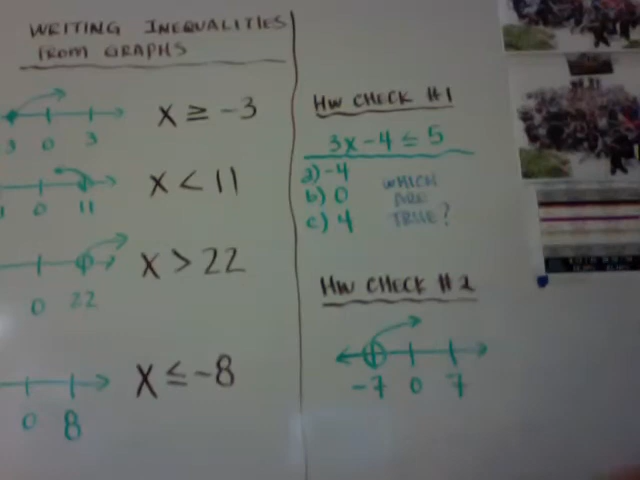 WRITING INEQUALITIES
FROM GRAPHS
3 0 3
x ≥ -3
0 11
x < 11
0 22
x > 22
0 8
x ≤ -8
HW CHECK #1
3x-4 ≤ 5
a) -4
b) 0
c) 4
WHICH
ARE
TRUE?
HW CHECK #2
-7 0 7